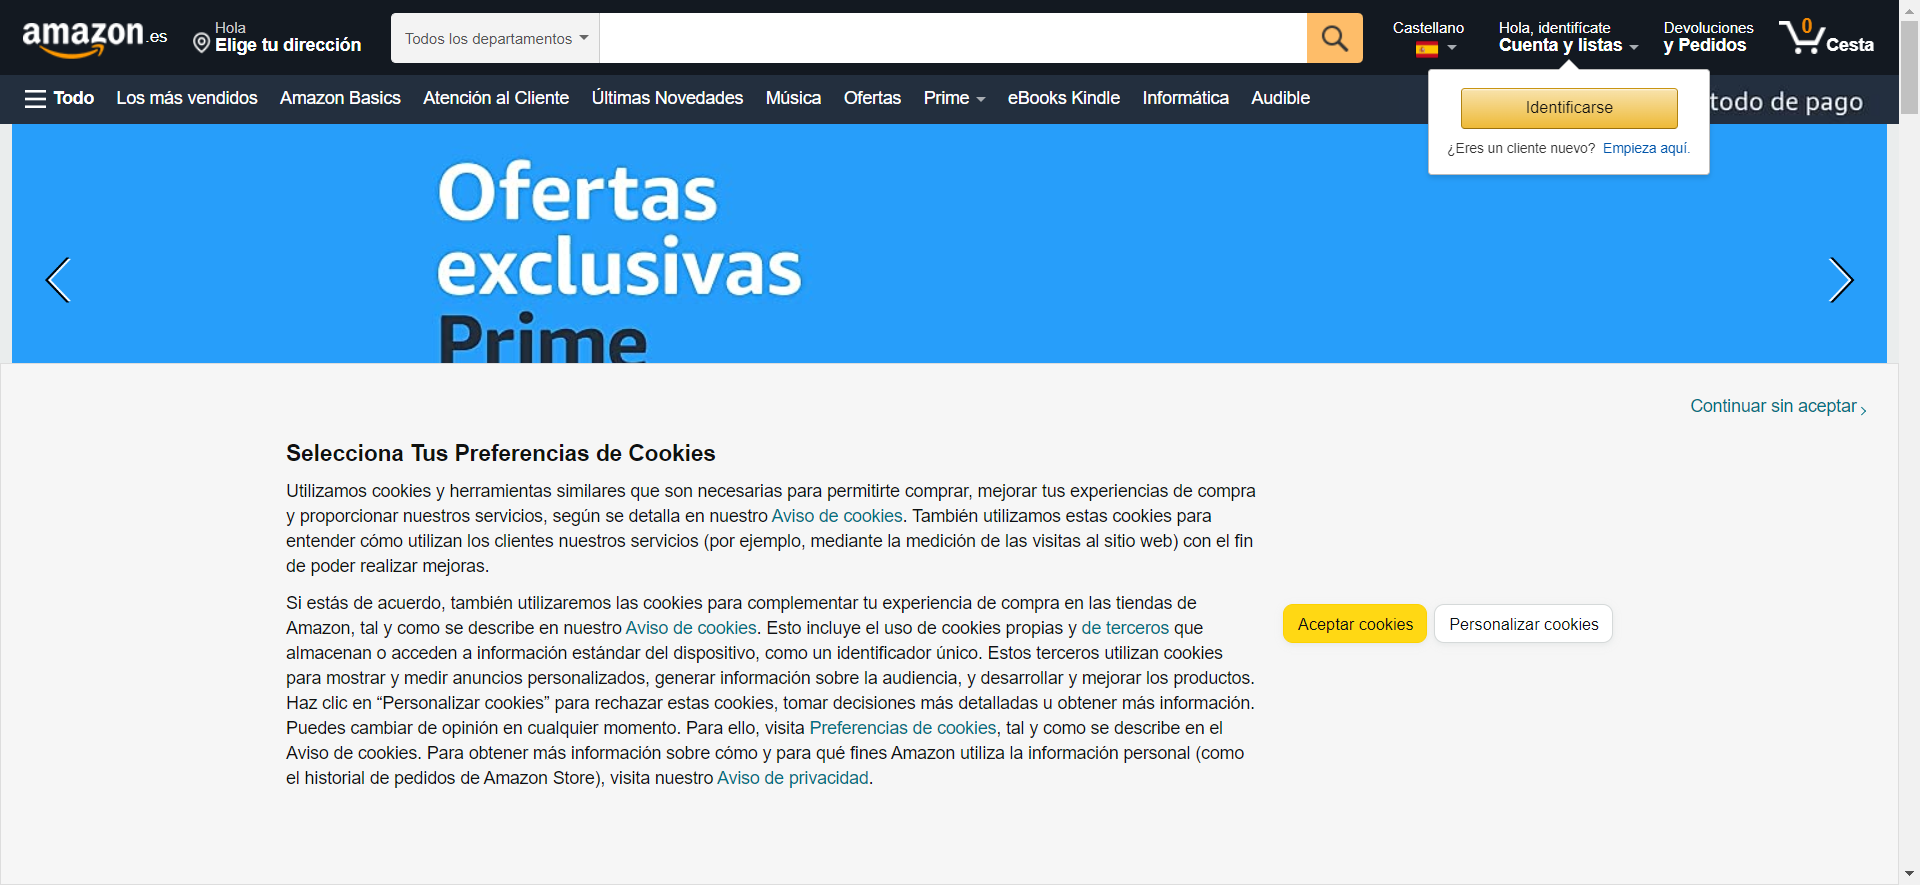 amazon.es
Hola
Elige tu dirección
Todos los departamentos
Castellano
Hola, identifícate
Cuenta y listas
Devoluciones
y Pedidos
0
Cesta
Todo
Los más vendidos
Amazon Basics
Atención al Cliente
Últimas Novedades
Música
Ofertas
Prime
eBooks Kindle
Informática
Audible
todo de pago
Identificarse
¿Eres un cliente nuevo? Empieza aquí.
Ofertas
exclusivas
Prime
Continuar sin aceptar ›
Selecciona Tus Preferencias de Cookies
Utilizamos cookies y herramientas similares que son necesarias para permitirte comprar, mejorar tus experiencias de compra
y proporcionar nuestros servicios, según se detalla en nuestro Aviso de cookies. También utilizamos estas cookies para
entender cómo utilizan los clientes nuestros servicios (por ejemplo, mediante la medición de las visitas al sitio web) con el fin
de poder realizar mejoras.
Si estás de acuerdo, también utilizaremos las cookies para complementar tu experiencia de compra en las tiendas de
Amazon, tal y como se describe en nuestro Aviso de cookies. Esto incluye el uso de cookies propias y de terceros que
almacenan o acceden a información estándar del dispositivo, como un identificador único. Estos terceros utilizan cookies
para mostrar y medir anuncios personalizados, generar información sobre la audiencia, y desarrollar y mejorar los productos.
Haz clic en “Personalizar cookies” para rechazar estas cookies, tomar decisiones más detalladas u obtener más información.
Puedes cambiar de opinión en cualquier momento. Para ello, visita Preferencias de cookies, tal y como se describe en el
Aviso de cookies. Para obtener más información sobre cómo y para qué fines Amazon utiliza la información personal (como
el historial de pedidos de Amazon Store), visita nuestro Aviso de privacidad.
Aceptar cookies
Personalizar cookies